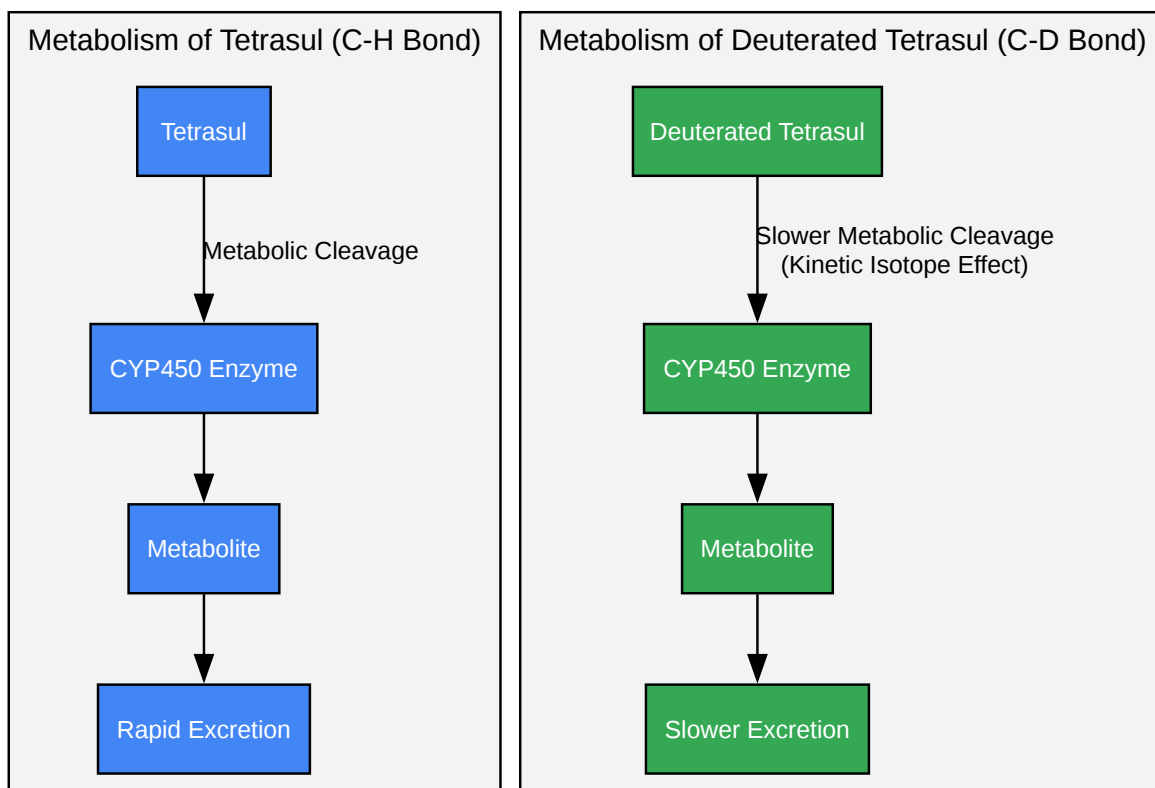 Metabolism of Tetrasul (C-H Bond)
Tetrasul
Metabolic Cleavage
CYP450 Enzyme
Metabolite
Rapid Excretion
Metabolism of Deuterated Tetrasul (C-D Bond)
Deuterated Tetrasul
Slower Metabolic Cleavage
(Kinetic Isotope Effect)
CYP450 Enzyme
Metabolite
Slower Excretion